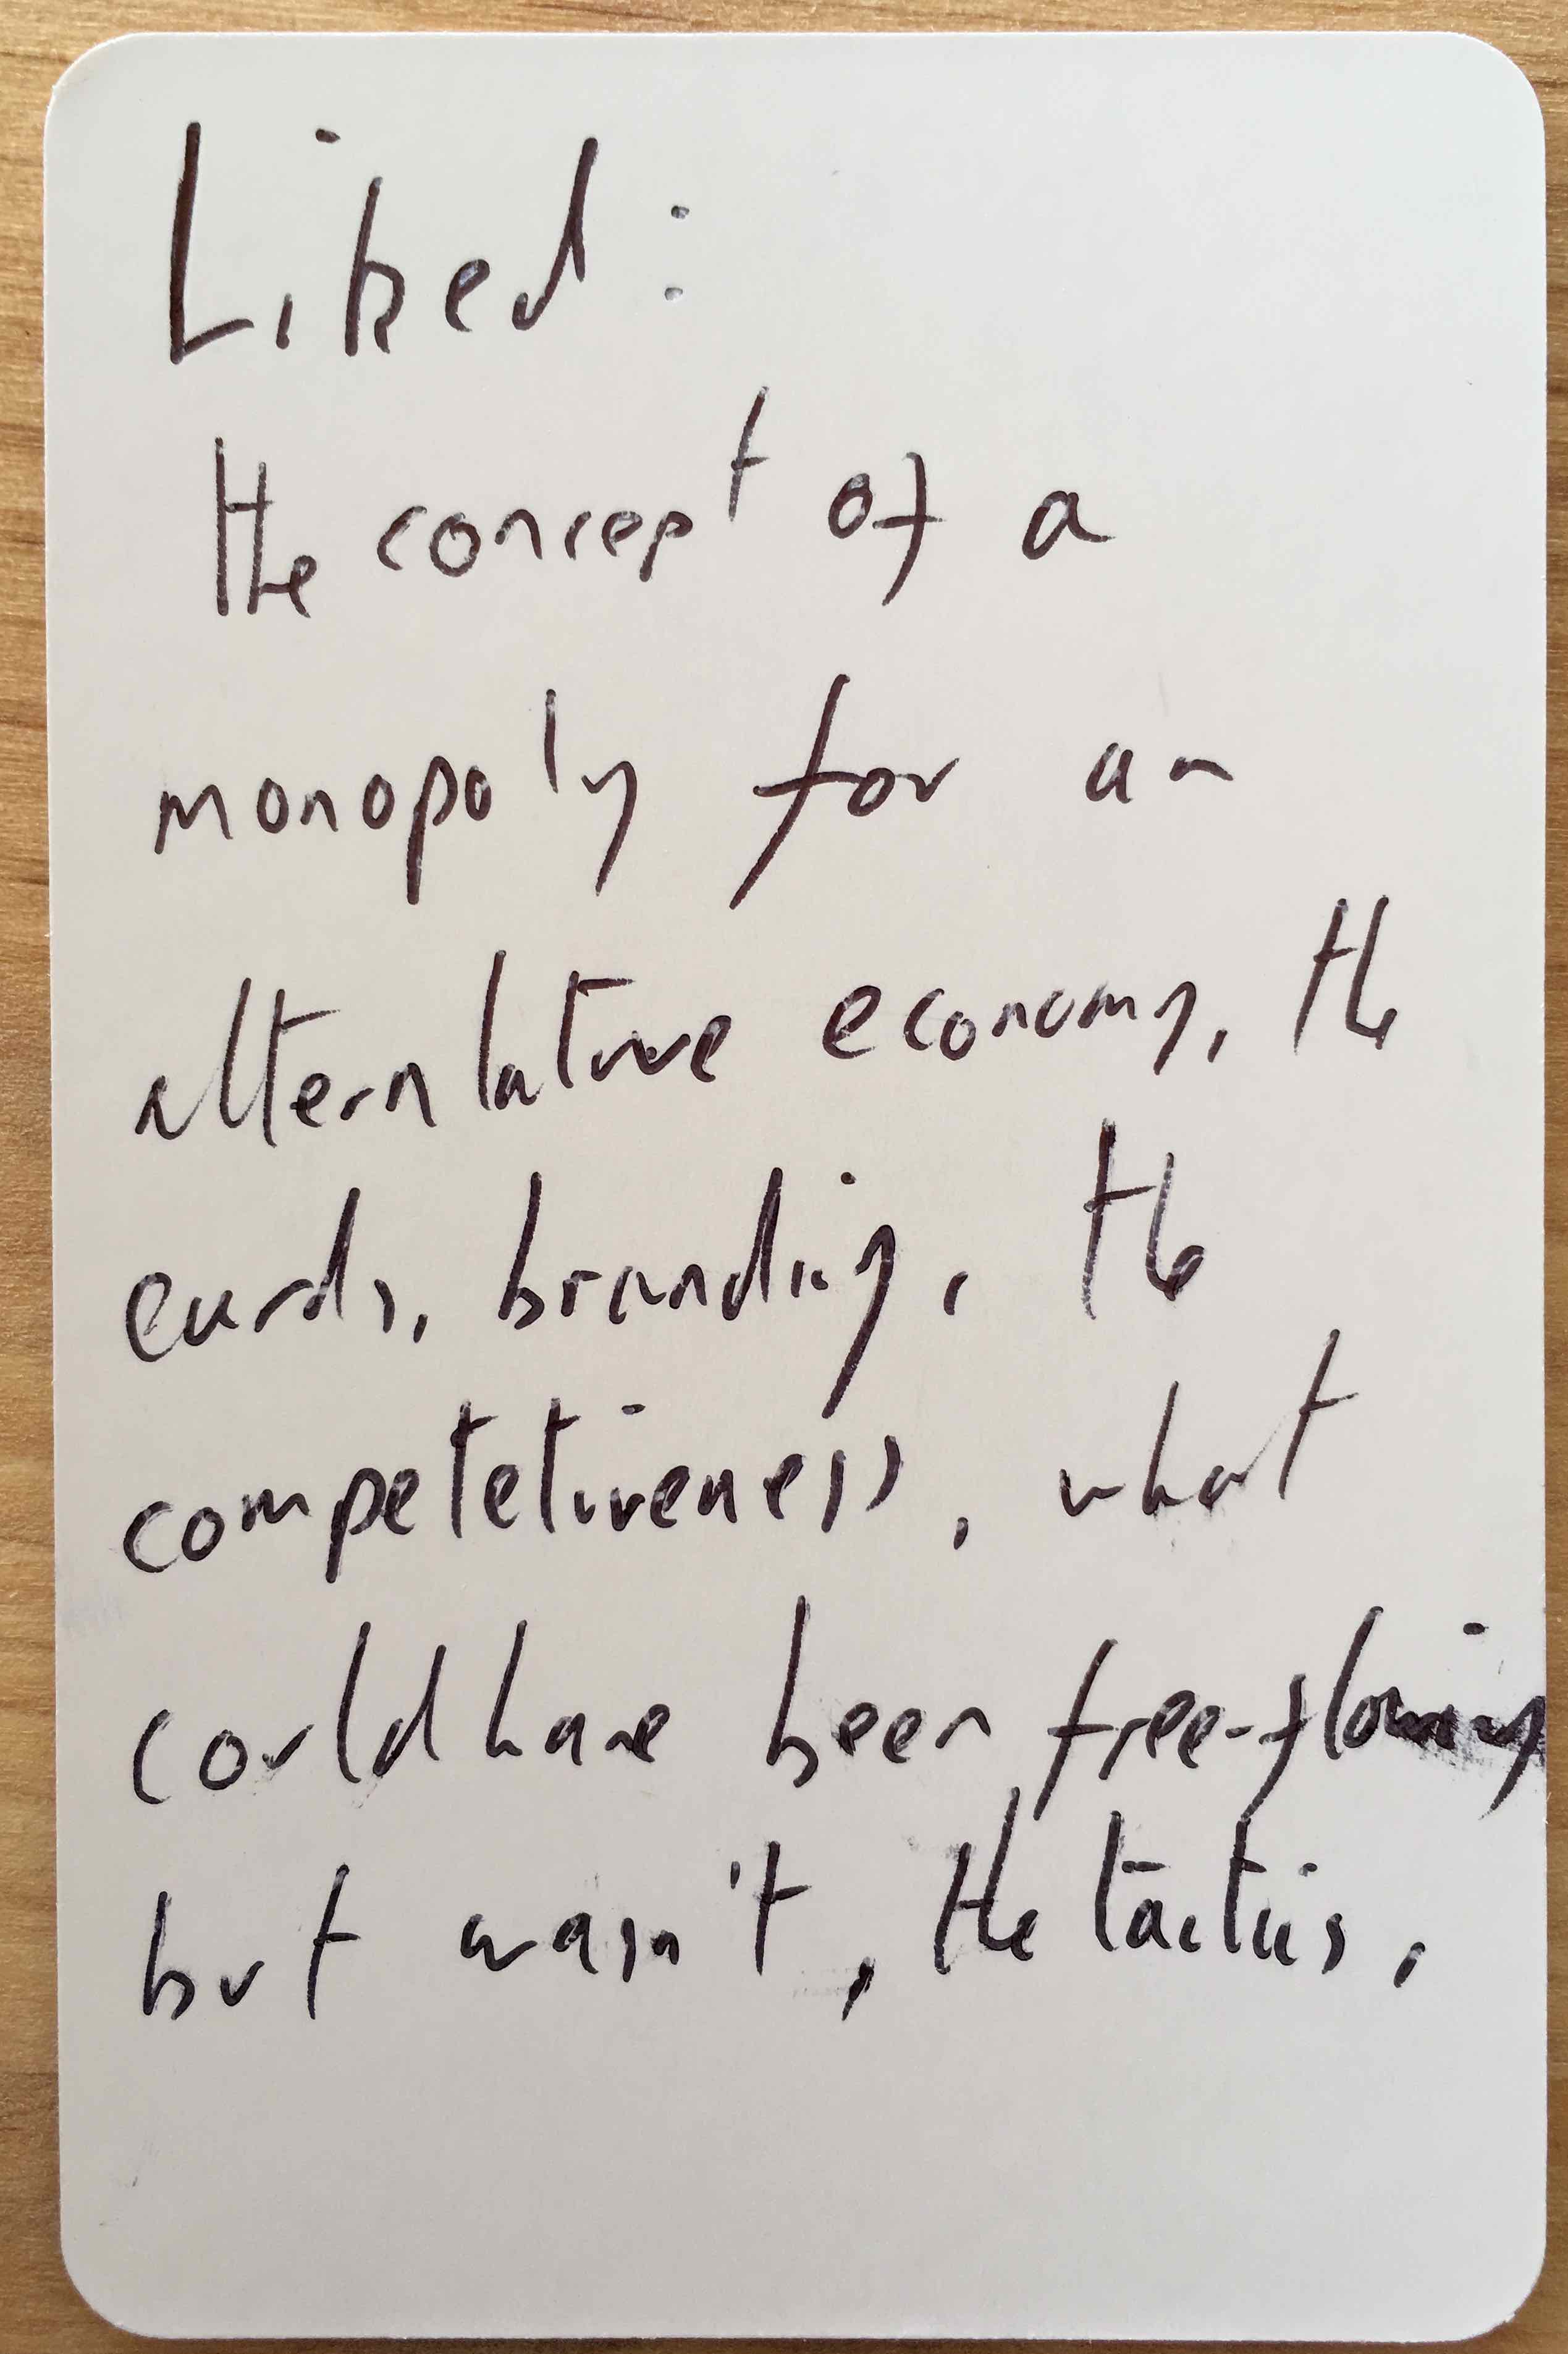 Liked:
the concept of a
monopoly for an
alternlative economy, the
cards, branding, the
competetiveness, what
could have been free-flowing
but wasn't, the tactics,